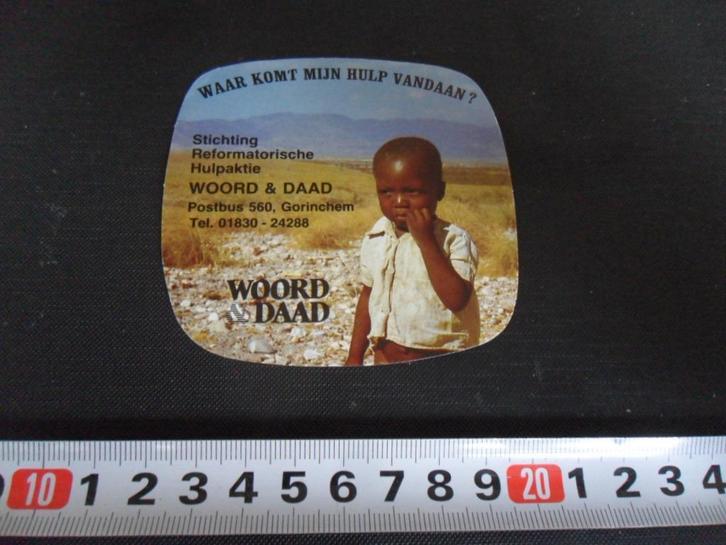 WAAR KOMT MIJN HULP VANDAAN?
Stichting
Reformatorische
Hulpaktie
WOORD & DAAD
Postbus 560, Gorinchem
Tel. 01830 - 24288
WOORD
& DAAD
10 1 2 3 4 5 6 7 8 9 20 1 2 3 4